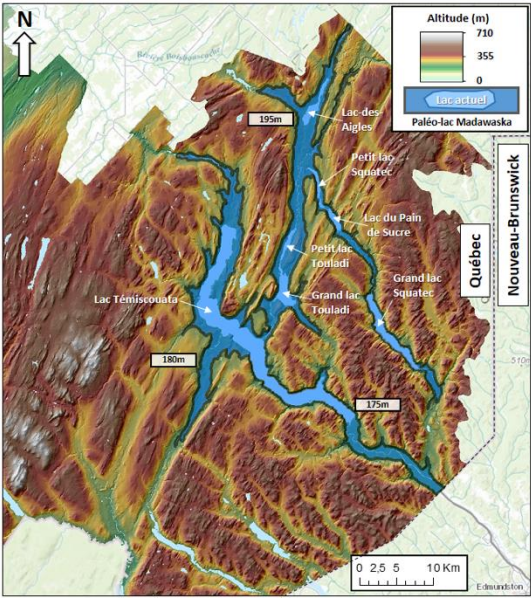 N
Altitude (m)
710
355
0
Lac actuel
Paléo-lac Madawaska
195m
Lac-des-
Aigles
Petit lac
Squatec
Lac du Pain
de Sucre
Québec
Nouveau-Brunswick
Petit lac
Touladi
Grand lac
Squatec
Lac Témiscouata
Grand lac
Touladi
180m
175m
0 2,5 5 10 Km
Edmundston